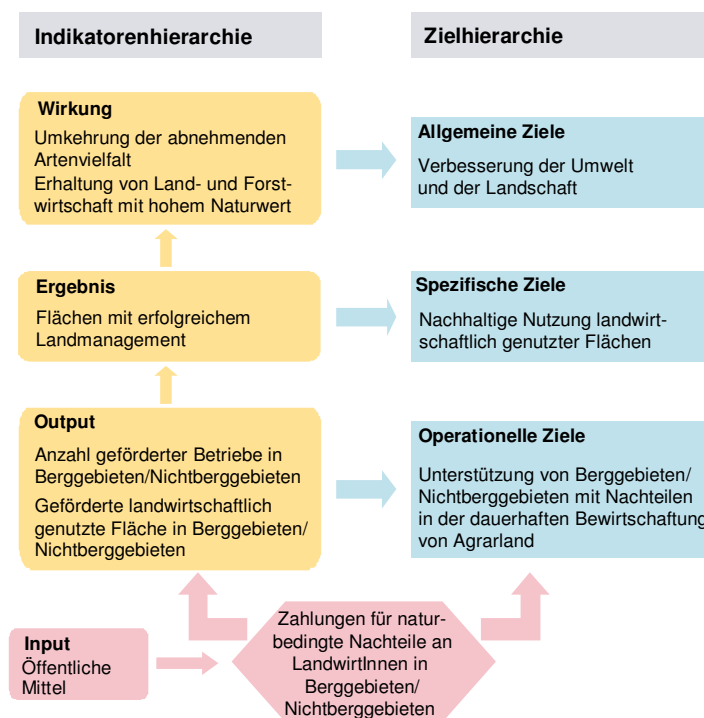 Indikatorenhierarchie
Zielhierarchie
Wirkung
Umkehrung der abnehmenden
Artenvielfalt
Erhaltung von Land- und Forst-
wirtschaft mit hohem Naturwert
Allgemeine Ziele
Verbesserung der Umwelt
und der Landschaft
Ergebnis
Flächen mit erfolgreichem
Landmanagement
Spezifische Ziele
Nachhaltige Nutzung landwirt-
schaftlich genutzter Flächen
Output
Anzahl geförderter Betriebe in
Berggebieten/Nichtberggebieten
Geförderte landwirtschaftlich
genutzte Fläche in Berggebieten/
Nichtberggebieten
Operationelle Ziele
Unterstützung von Berggebieten/
Nichtberggebieten mit Nachteilen
in der dauerhaften Bewirtschaftung
von Agrarland
Input
Öffentliche
Mittel
Zahlungen für natur-
bedingte Nachteile an
LandwirtInnen in
Berggebieten/
Nichtberggebieten